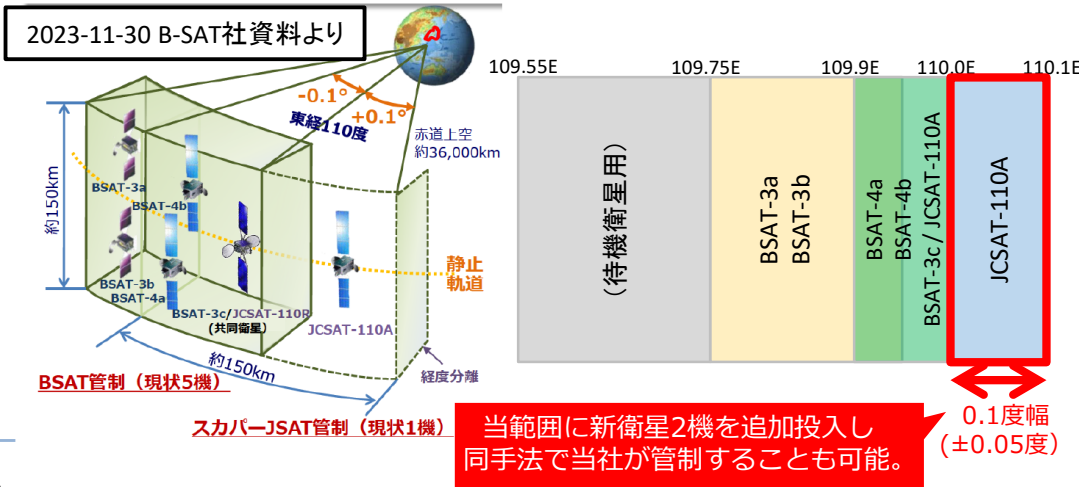 2023-11-30 B-SAT社資料より
-0.1°
+0.1°
東経110度
赤道上空
約36,000km
約150km
BSAT-3a
BSAT-4b
BSAT-3b
BSAT-4a
BSAT-3c/JCSAT-110R
(共同衛星)
JCSAT-110A
静止
軌道
約150km
経度分離
BSAT管制（現状5機）
スカパーJSAT管制（現状1機）
109.55E
109.75E
109.9E
110.0E
110.1E
（待機衛星用）
BSAT-3a
BSAT-3b
BSAT-4a
BSAT-4b
BSAT-3c / JCSAT-110A
JCSAT-110A
0.1度幅
(±0.05度）
当範囲に新衛星2機を追加投入し
同手法で当社が管制することも可能。